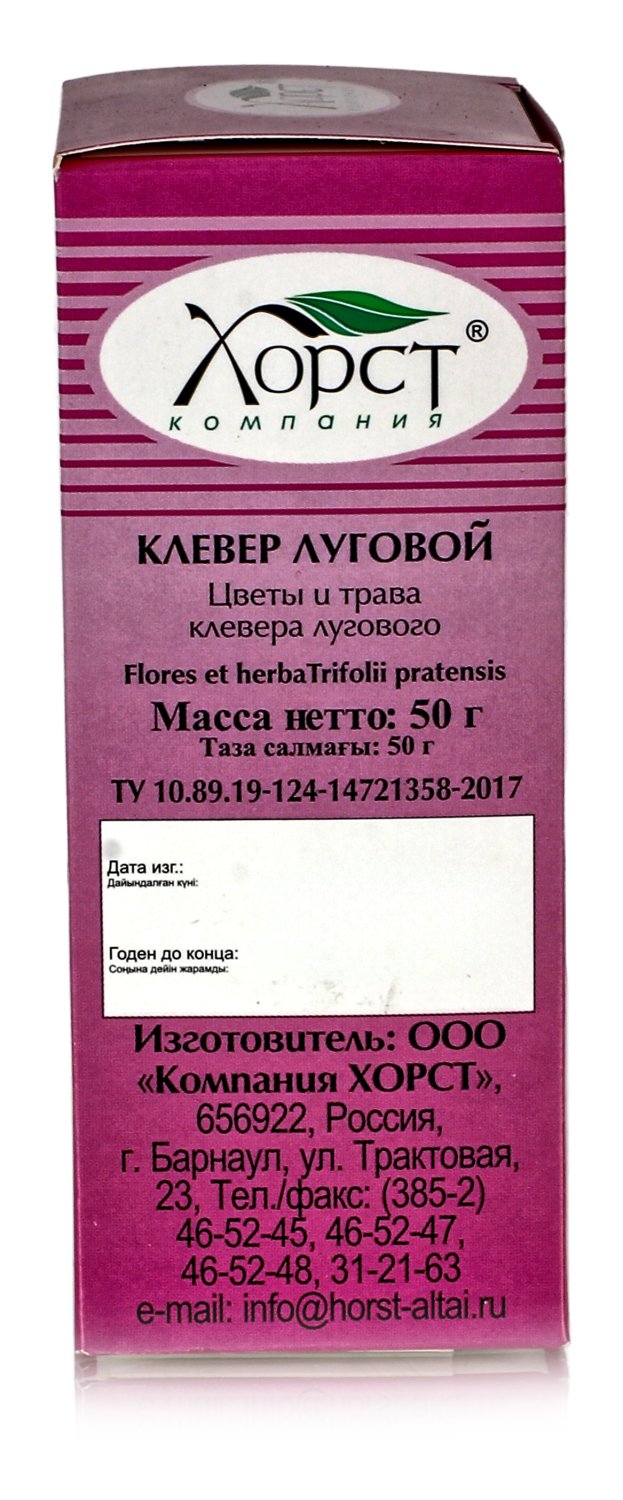 ХОРСТ
Хорст®
компания
КЛЕВЕР ЛУГОВОЙ
Цветы и трава
клевера лугового
Flores et herbaTrifolii pratensis
Масса нетто: 50 г
Таза салмағы: 50 г
ТУ 10.89.19-124-14721358-2017
Дата изг.:
Дайындалған күні:
Годен до конца:
Соңына дейін жарамды:
Изготовитель: ООО
«Компания ХОРСТ»,
656922, Россия,
г. Барнаул, ул. Трактовая,
23, Тел./факс: (385-2)
46-52-45, 46-52-47,
46-52-48, 31-21-63
e-mail: info@horst-altai.ru